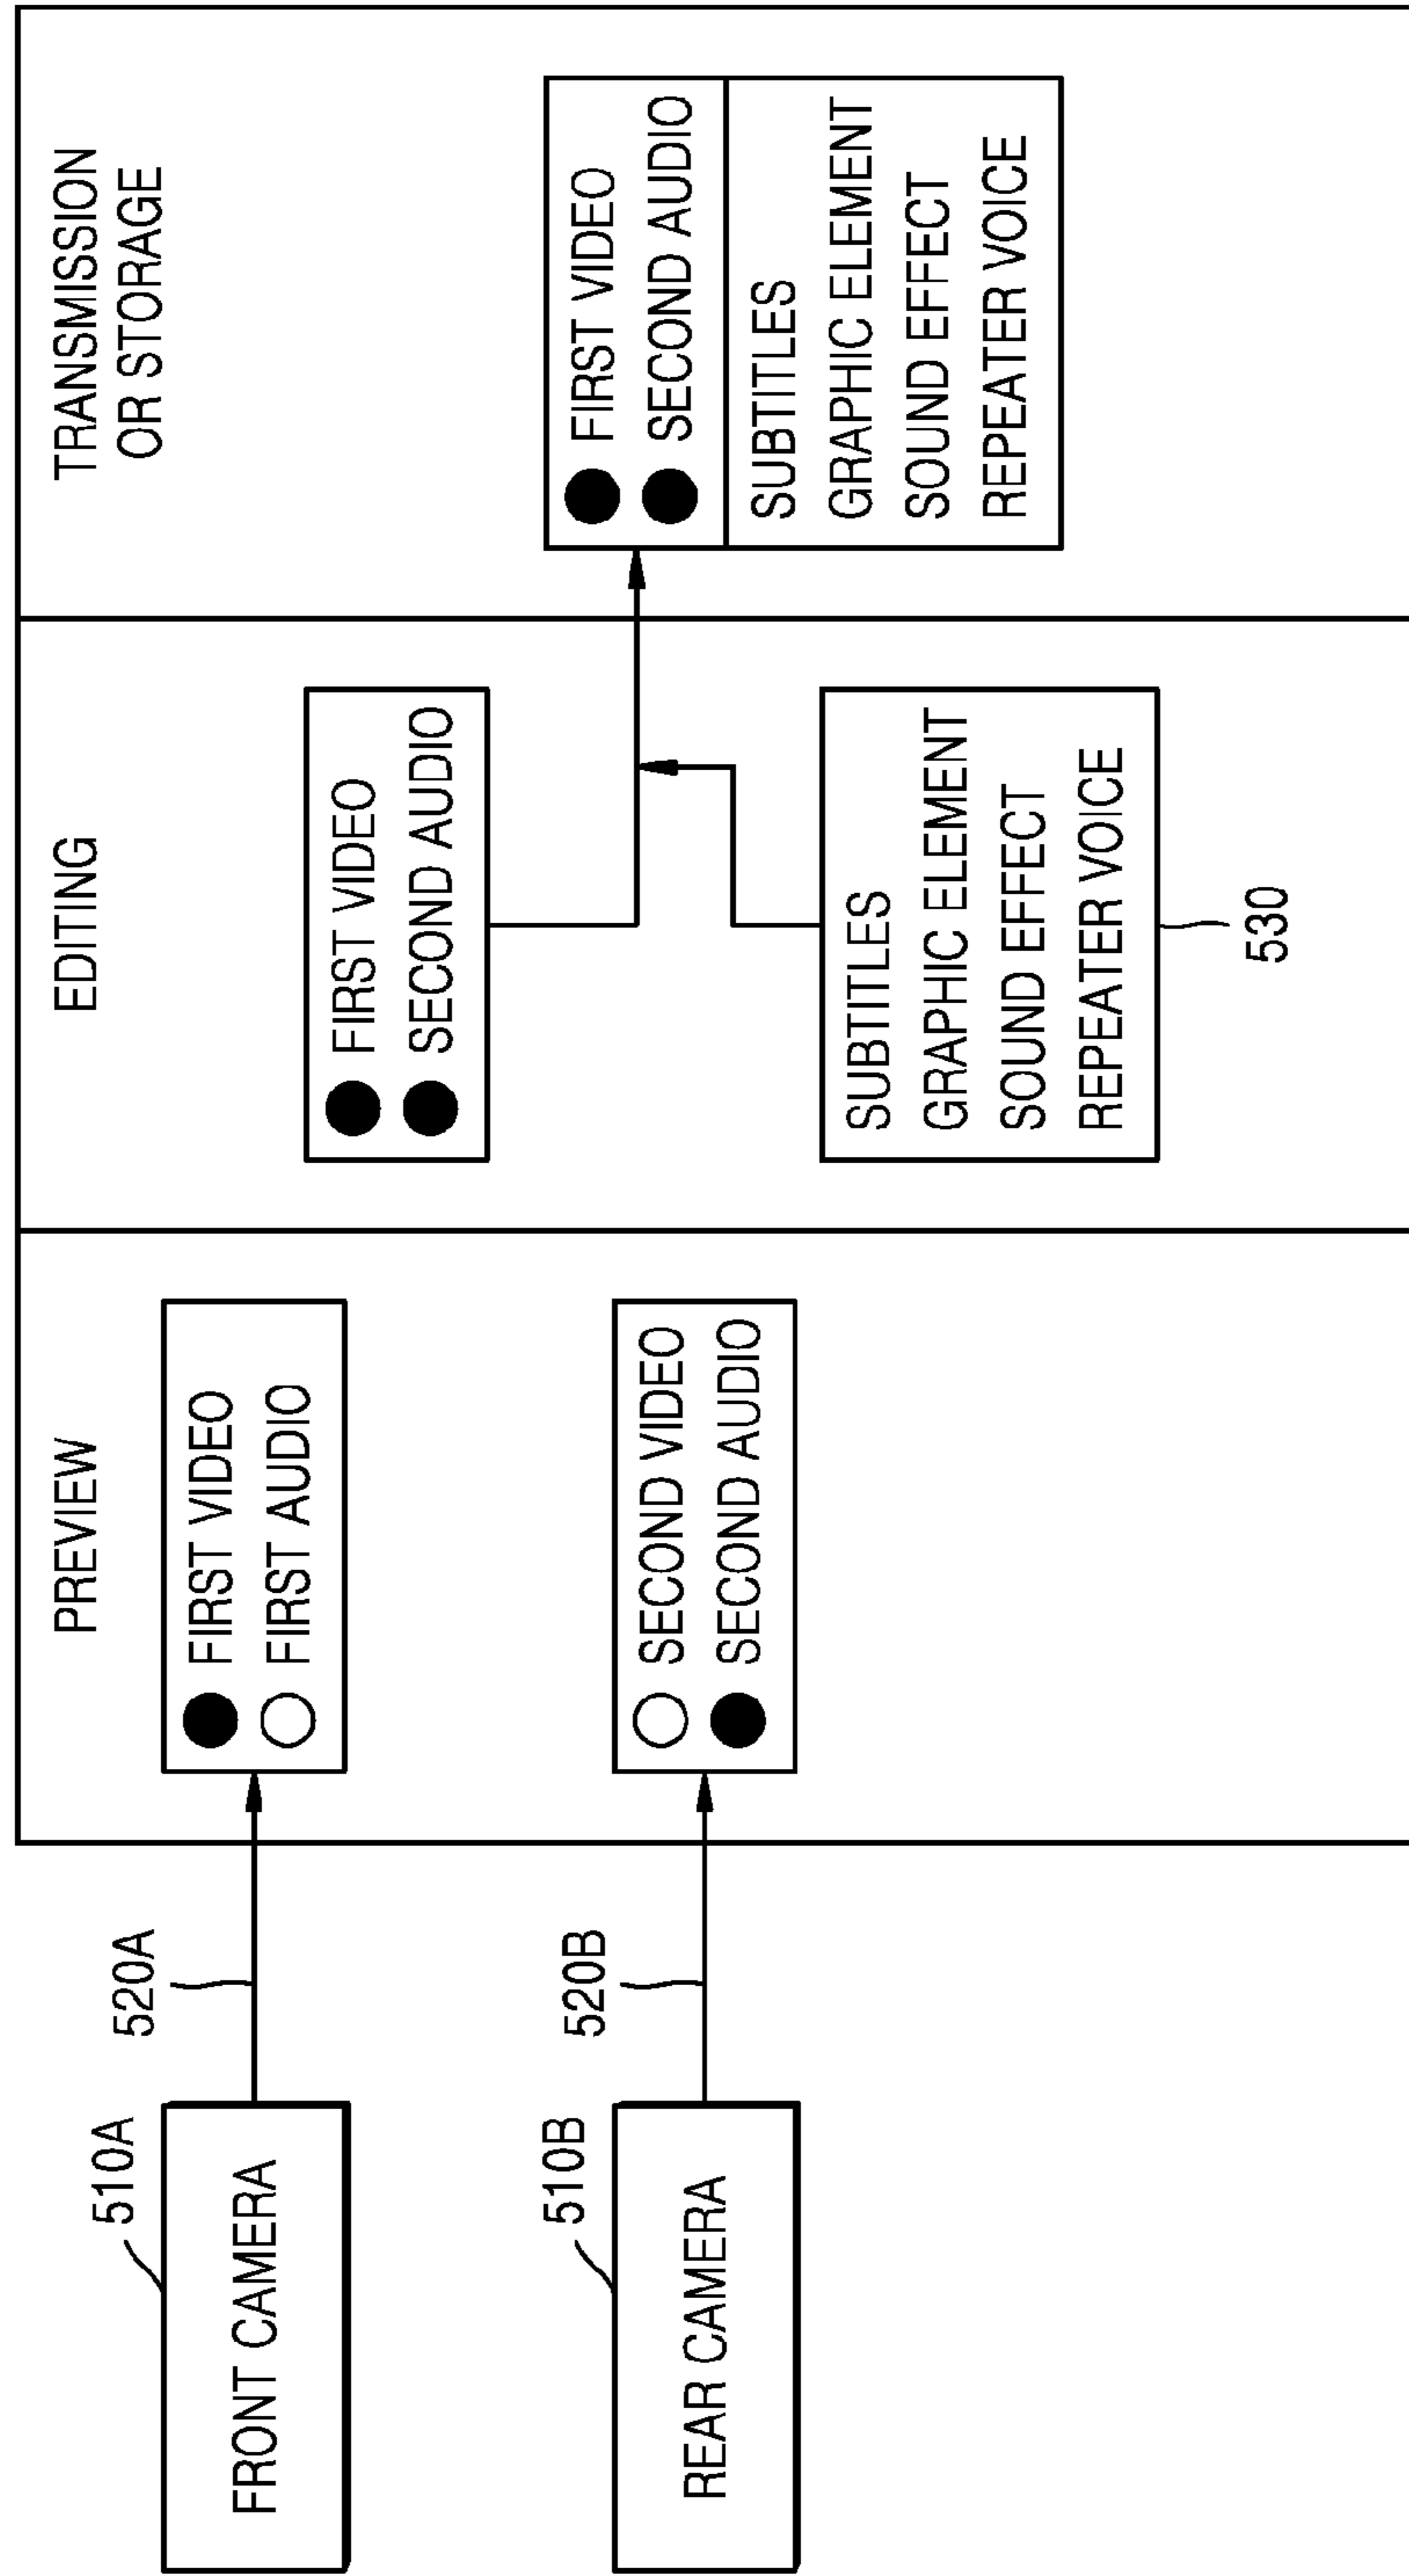 PREVIEW
EDITING
TRANSMISSION
OR STORAGE
510A
FRONT CAMERA
520A
FIRST VIDEO
FIRST AUDIO
510B
REAR CAMERA
520B
SECOND VIDEO
SECOND AUDIO
FIRST VIDEO
SECOND AUDIO
SUBTITLES
GRAPHIC ELEMENT
SOUND EFFECT
REPEATER VOICE
530
FIRST VIDEO
SECOND AUDIO
SUBTITLES
GRAPHIC ELEMENT
SOUND EFFECT
REPEATER VOICE